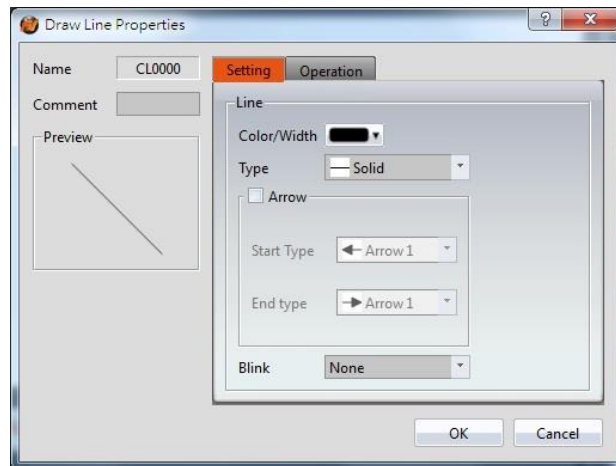 Draw Line Properties
Name CL0000
Comment
Preview
Setting Operation
Line
Color/Width
Type Solid
Arrow
Start Type Arrow 1
End type Arrow 1
Blink None
OK Cancel